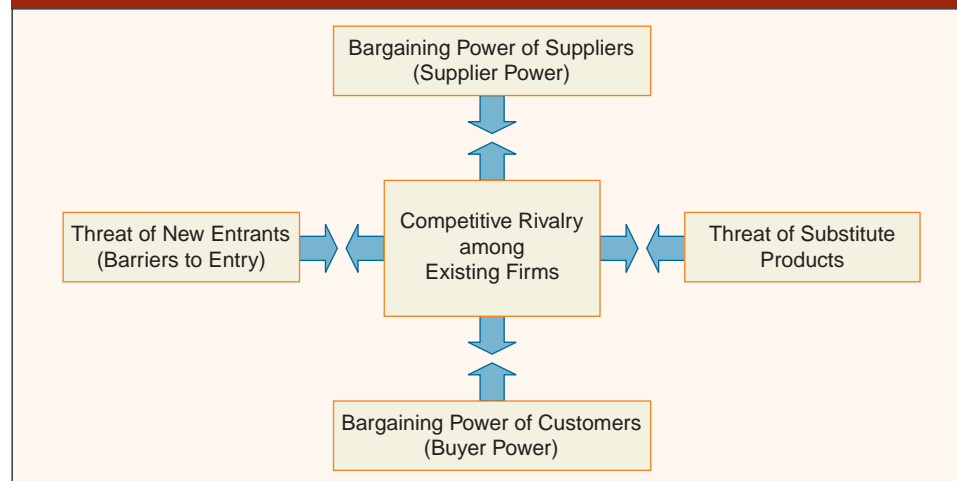 Bargaining Power of Suppliers
(Supplier Power)
Threat of New Entrants
(Barriers to Entry)
Competitive Rivalry
among
Existing Firms
Threat of Substitute
Products
Bargaining Power of Customers
(Buyer Power)